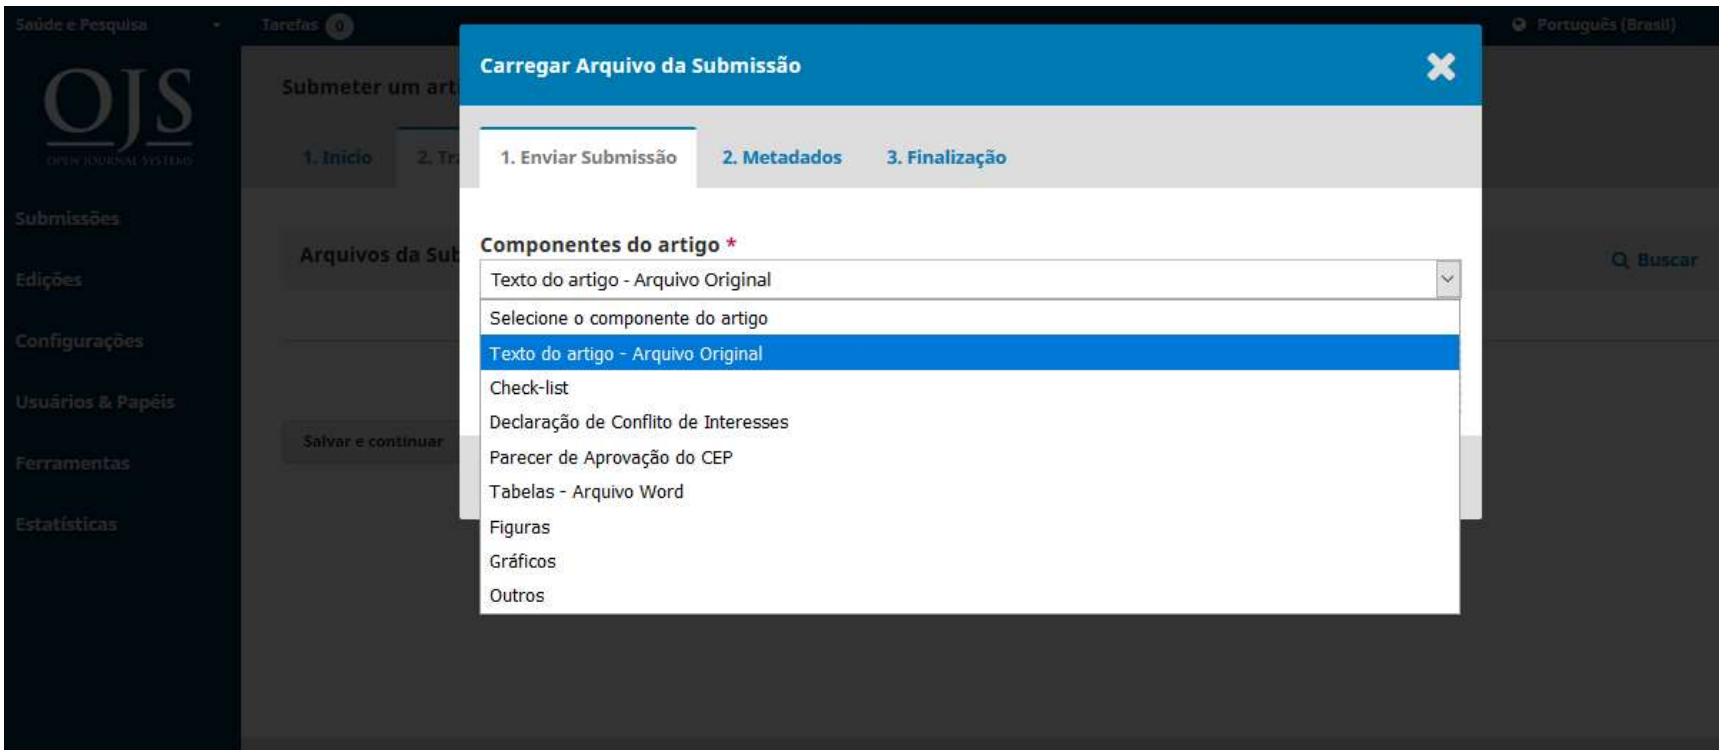 Saúde e Pesquisa
Tarefas 0
Português (Brasil)
OJS
OPEN JOURNAL SYSTEMS
Submissões
Edições
Configurações
Usuários & Papéis
Ferramentas
Estatísticas
Submeter um art
1. Início 2. Tr
Arquivos da Sub
Buscar
Salvar e continuar
Carregar Arquivo da Submissão
1. Enviar Submissão 2. Metadados 3. Finalização
Componentes do artigo *
Texto do artigo - Arquivo Original
Selecione o componente do artigo
Texto do artigo - Arquivo Original
Check-list
Declaração de Conflito de Interesses
Parecer de Aprovação do CEP
Tabelas - Arquivo Word
Figuras
Gráficos
Outros